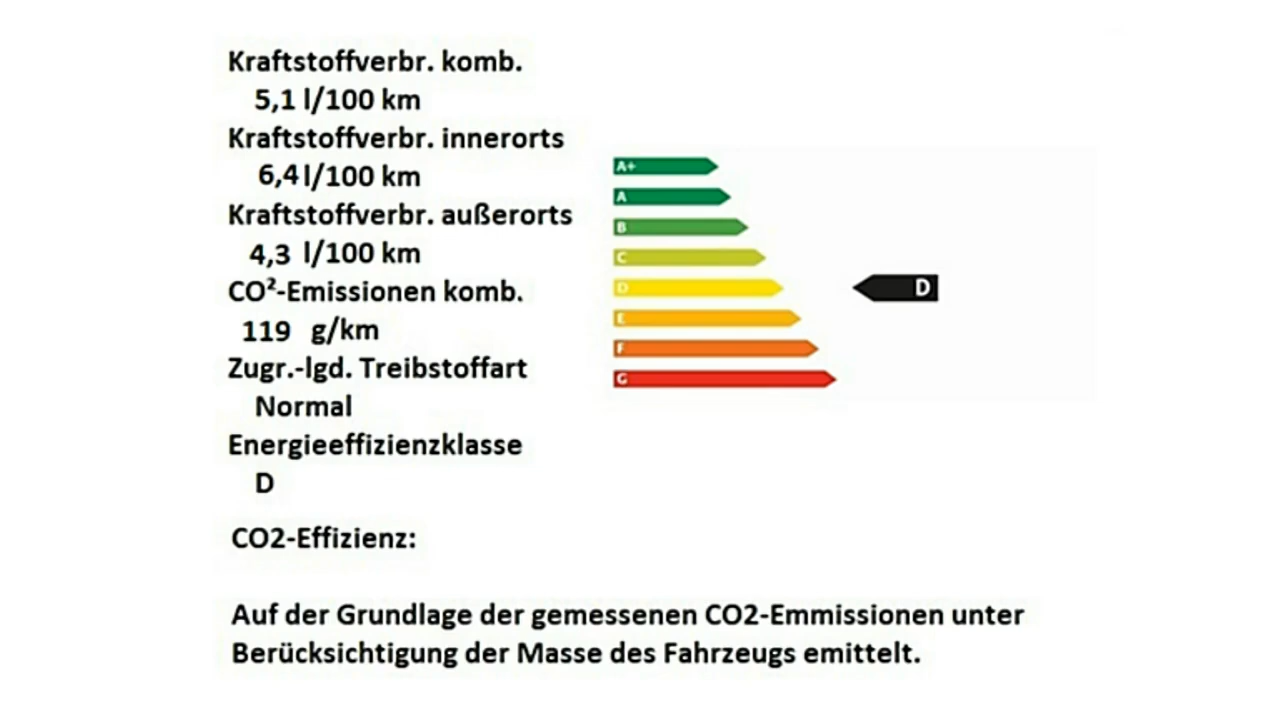 Kraftstoffverbr. komb.
5,1 l/100 km
Kraftstoffverbr. innerorts
6,4 l/100 km
Kraftstoffverbr. außerorts
4,3 l/100 km
CO²-Emissionen komb.
119 g/km
Zugr.-lgd. Treibstoffart
Normal
Energieeffizienzklasse
D
A+
A
B
C
D
D
E
F
G
CO2-Effizienz:
Auf der Grundlage der gemessenen CO2-Emmissionen unter
Berücksichtigung der Masse des Fahrzeugs emittelt.